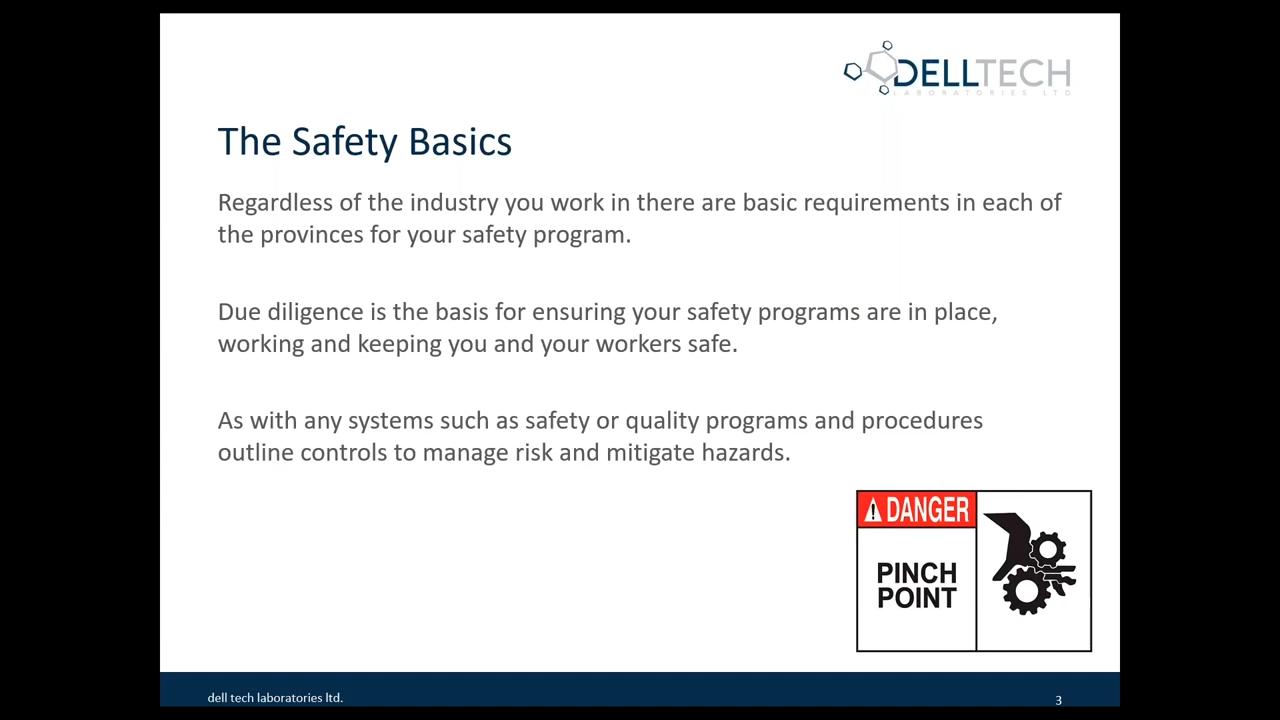 DELLTECH
LABORATORIES LTD
The Safety Basics
Regardless of the industry you work in there are basic requirements in each of
the provinces for your safety program.
Due diligence is the basis for ensuring your safety programs are in place,
working and keeping you and your workers safe.
As with any systems such as safety or quality programs and procedures
outline controls to manage risk and mitigate hazards.
DANGER
PINCH
POINT
dell tech laboratories ltd.
3